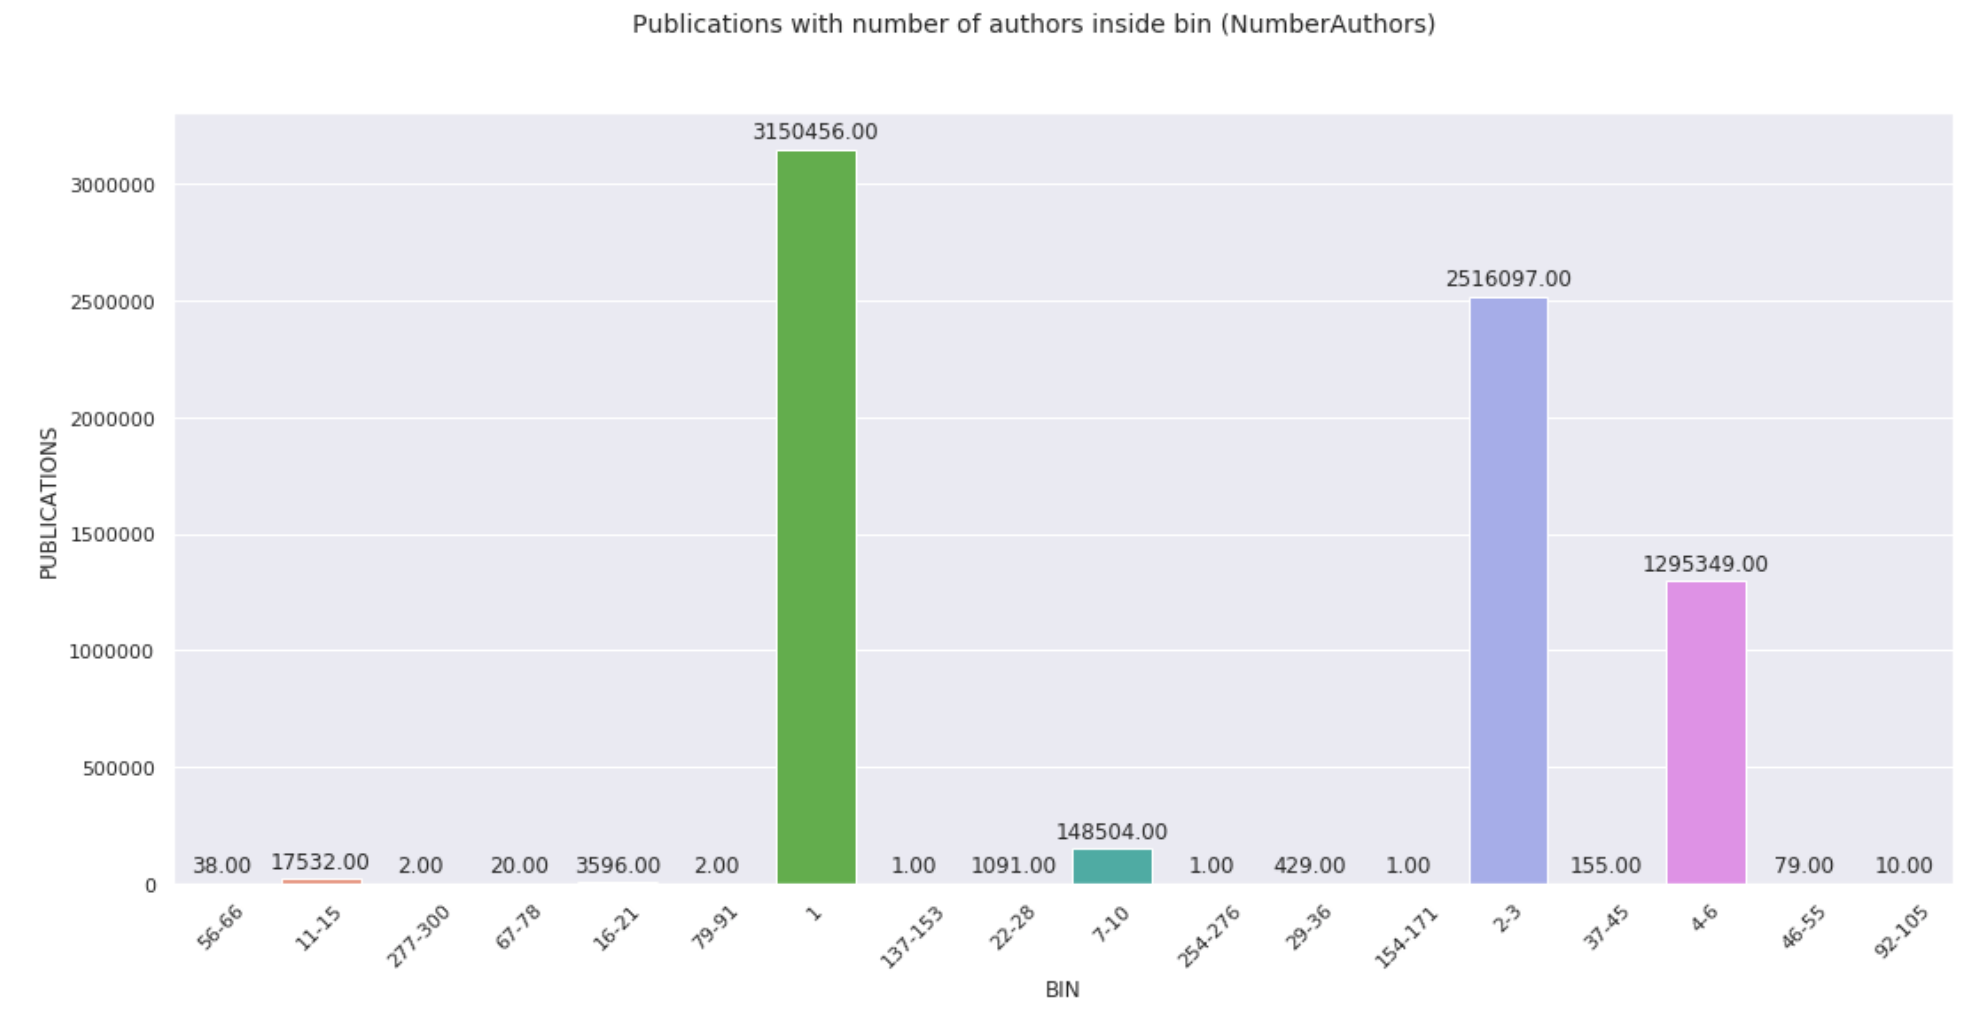 Publications with number of authors inside bin (NumberAuthors)
3150456.00
3000000
2516097.00
2500000
2000000
PUBLICATIONS
1500000
1295349.00
1000000
500000
148504.00
38.00 17532.00 2.00 20.00 3596.00 2.00 1.00 1091.00 1.00 429.00 1.00 155.00 79.00 10.00
0
56-66 11-15 277-300 67-78 16-21 79-91 1 137-153 22-28 7-10 254-276 29-36 154-171 2-3 37-45 4-6 46-55 92-105
BIN